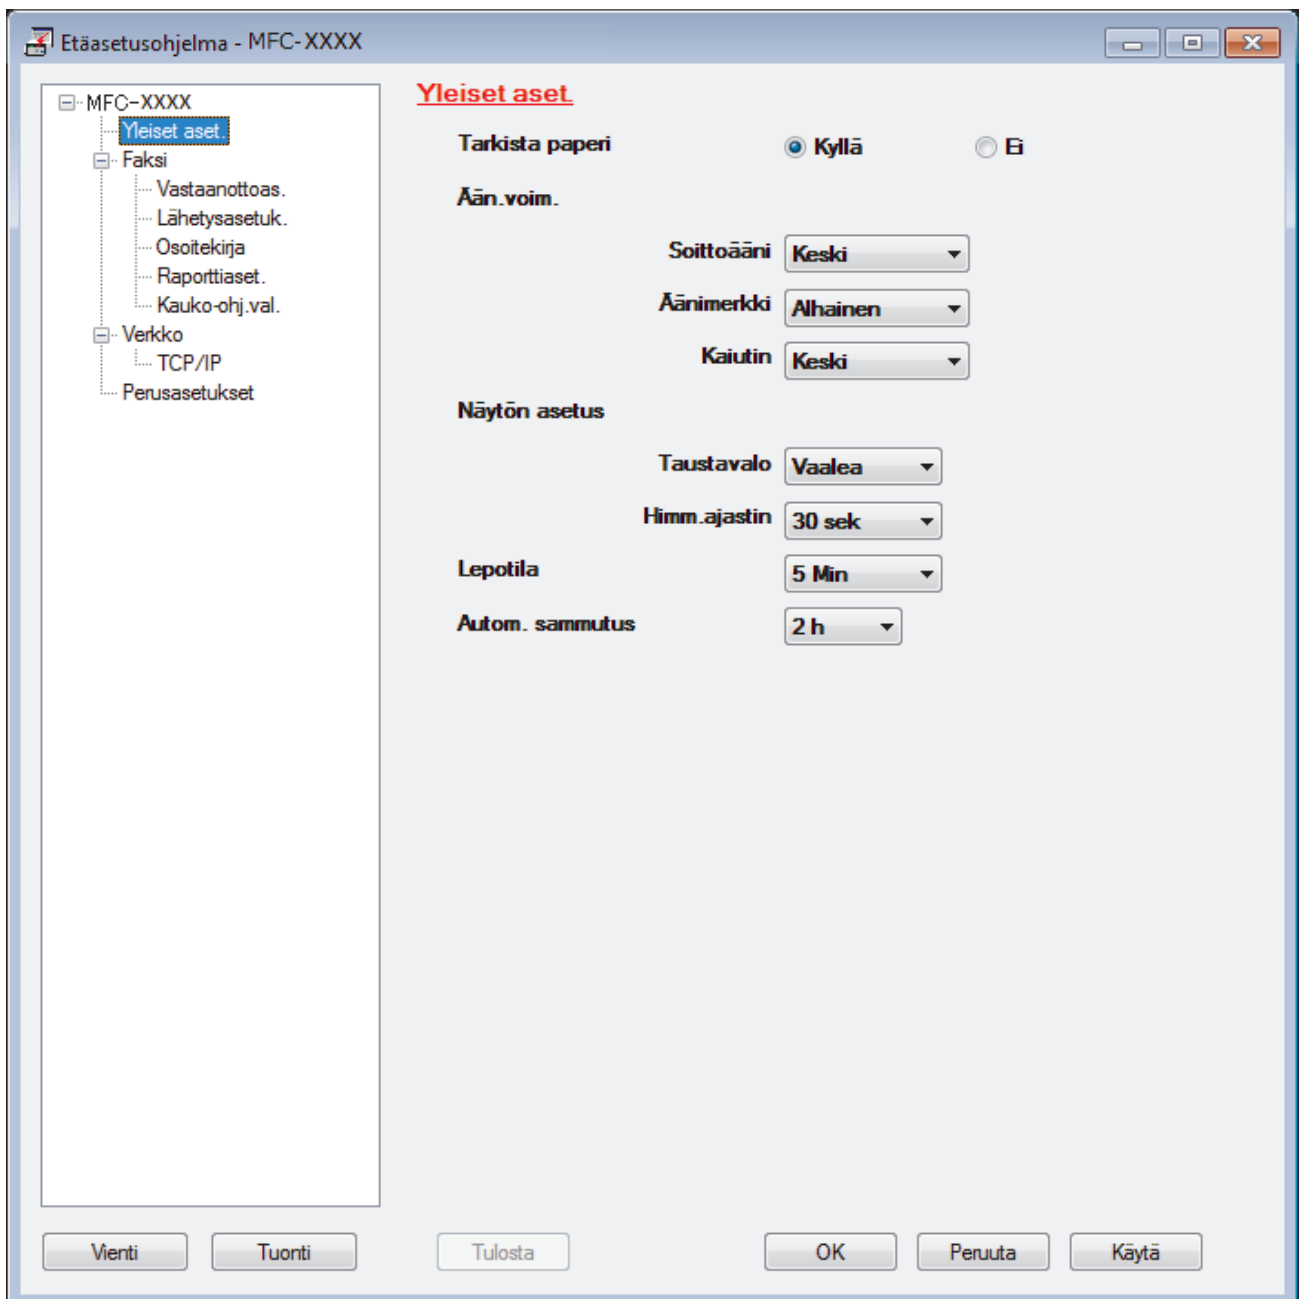 Etäasetusohjelma - MFC-XXXX
MFC-XXXX
Yleiset aset.
Faksi
Vastaanottoas.
Lähetysasetuk.
Osoitekirja
Raporttiaset.
Kauko-ohj.val.
Verkko
TCP/IP
Perusasetukset
Yleiset aset.
Tarkista paperi Kyllä Ei
Ään.voim.
Soittoääni Keski
Äänimerkki Alhainen
Kaiutin Keski
Näytön asetus
Taustavalo Vaalea
Himm.ajastin 30 sek
Lepotila 5 Min
Autom. sammutus 2 h
Vienti Tuonti Tulosta OK Peruuta Käytä